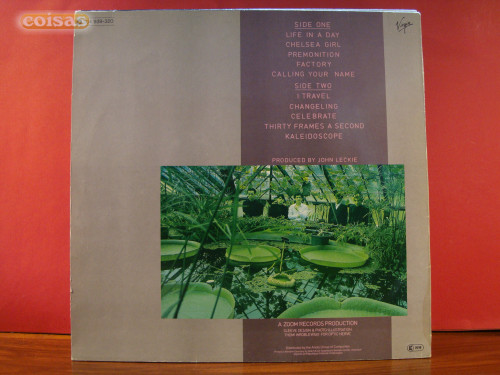 coisas
Virgin
SIDE ONE
LIFE IN A DAY
CHELSEA GIRL
PREMONITION
FACTORY
CALLING YOUR NAME
SIDE TWO
I TRAVEL
CHANGELING
CELEBRATE
THIRTY FRAMES A SECOND
KALEIDOSCOPE
PRODUCED BY JOHN LECKIE
A ZOOM RECORDS PRODUCTION